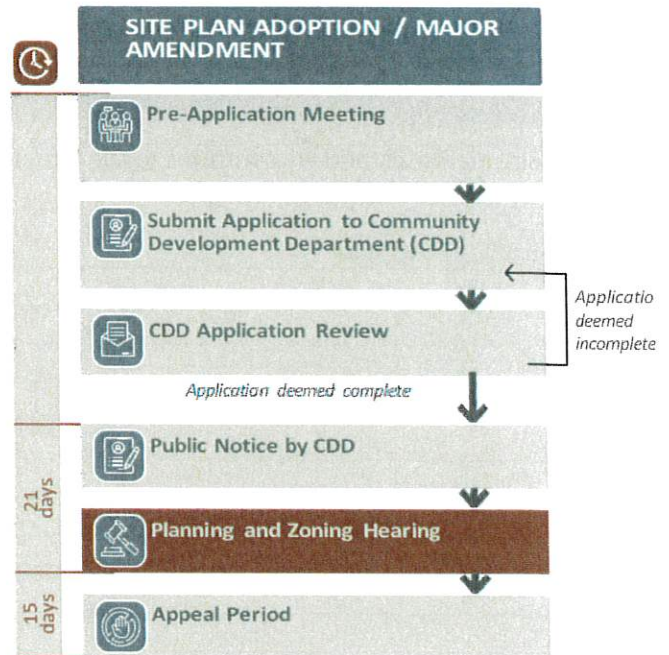 SITE PLAN ADOPTION / MAJOR
AMENDMENT
Pre-Application Meeting
Submit Application to Community
Development Department (CDD)
Applicatio
deemed
incomplete
CDD Application Review
Application deemed complete
Public Notice by CDD
21
days
Planning and Zoning Hearing
15
days
Appeal Period